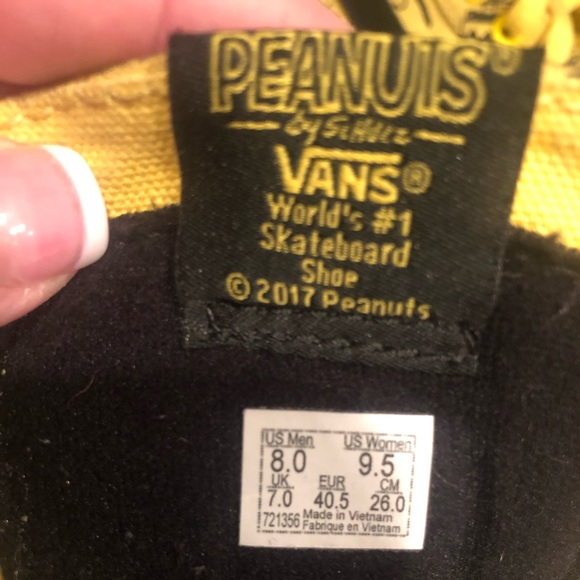 PEANUTS
by SCHULZ
VANS®
World's #1
Skateboard
Shoe
© 2017 Peanuts
US Men US Women
8.0 9.5
UK EUR CM
7.0 40.5 26.0
721356 Made in Vietnam
Fabrique en Vietnam